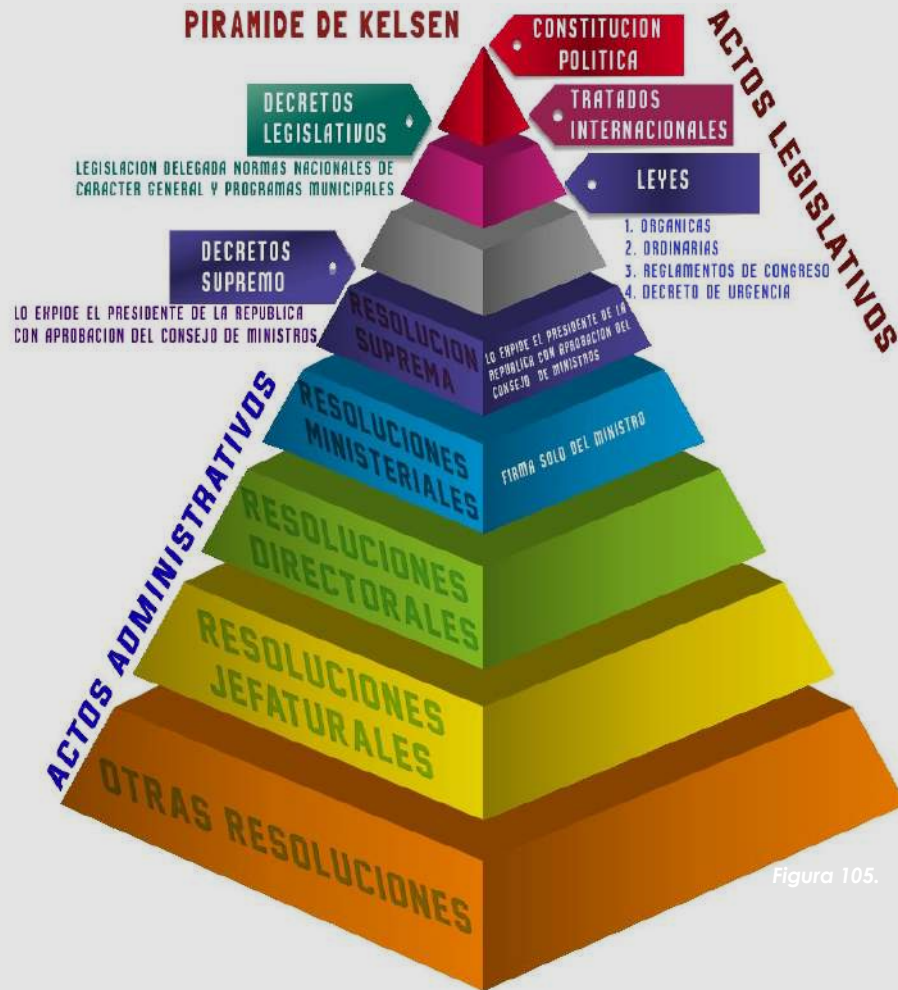 PIRAMIDE DE KELSEN
CONSTITUCION
POLITICA
ACTOS LEGISLATIVOS
DECRETOS
LEGISLATIVOS
TRATADOS
INTERNACIONALES
LEGISLACION DELEGADA NORMAS NACIONALES DE
CARACTER GENERAL Y PROGRAMAS MUNICIPALES
LEYES
1. ORGANICAS
2. ORDINARIAS
3. REGLAMENTOS DE CONGRESO
4. DECRETO DE URGENCIA
DECRETOS
SUPREMO
LO EXPIDE EL PRESIDENTE DE LA REPUBLICA
CON APROBACION DEL CONSEJO DE MINISTROS
RESOLUCION
SUPREMA
LO EXPIDE EL PRESIDENTE DE LA
REPUBLICA CON APROBACION DEL
CONSEJO DE MINISTROS
ACTOS ADMINISTRATIVOS
RESOLUCIONES
MINISTERIALES
FIRMA SOLO DEL MINISTRO
RESOLUCIONES
DIRECTORALES
RESOLUCIONES
JEFATURALES
OTRAS RESOLUCIONES
Figura 105.